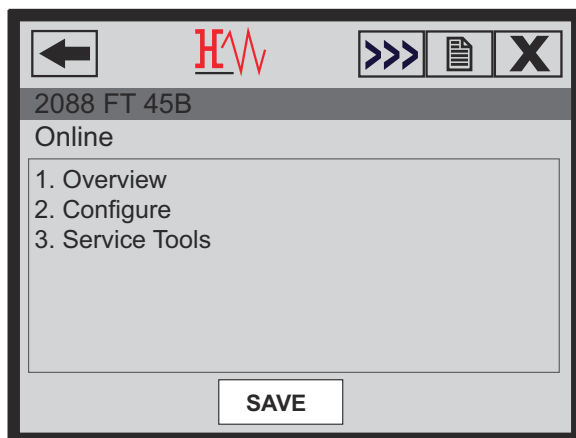 >>>
X
2088 FT 45B
Online
1. Overview
2. Configure
3. Service Tools
SAVE